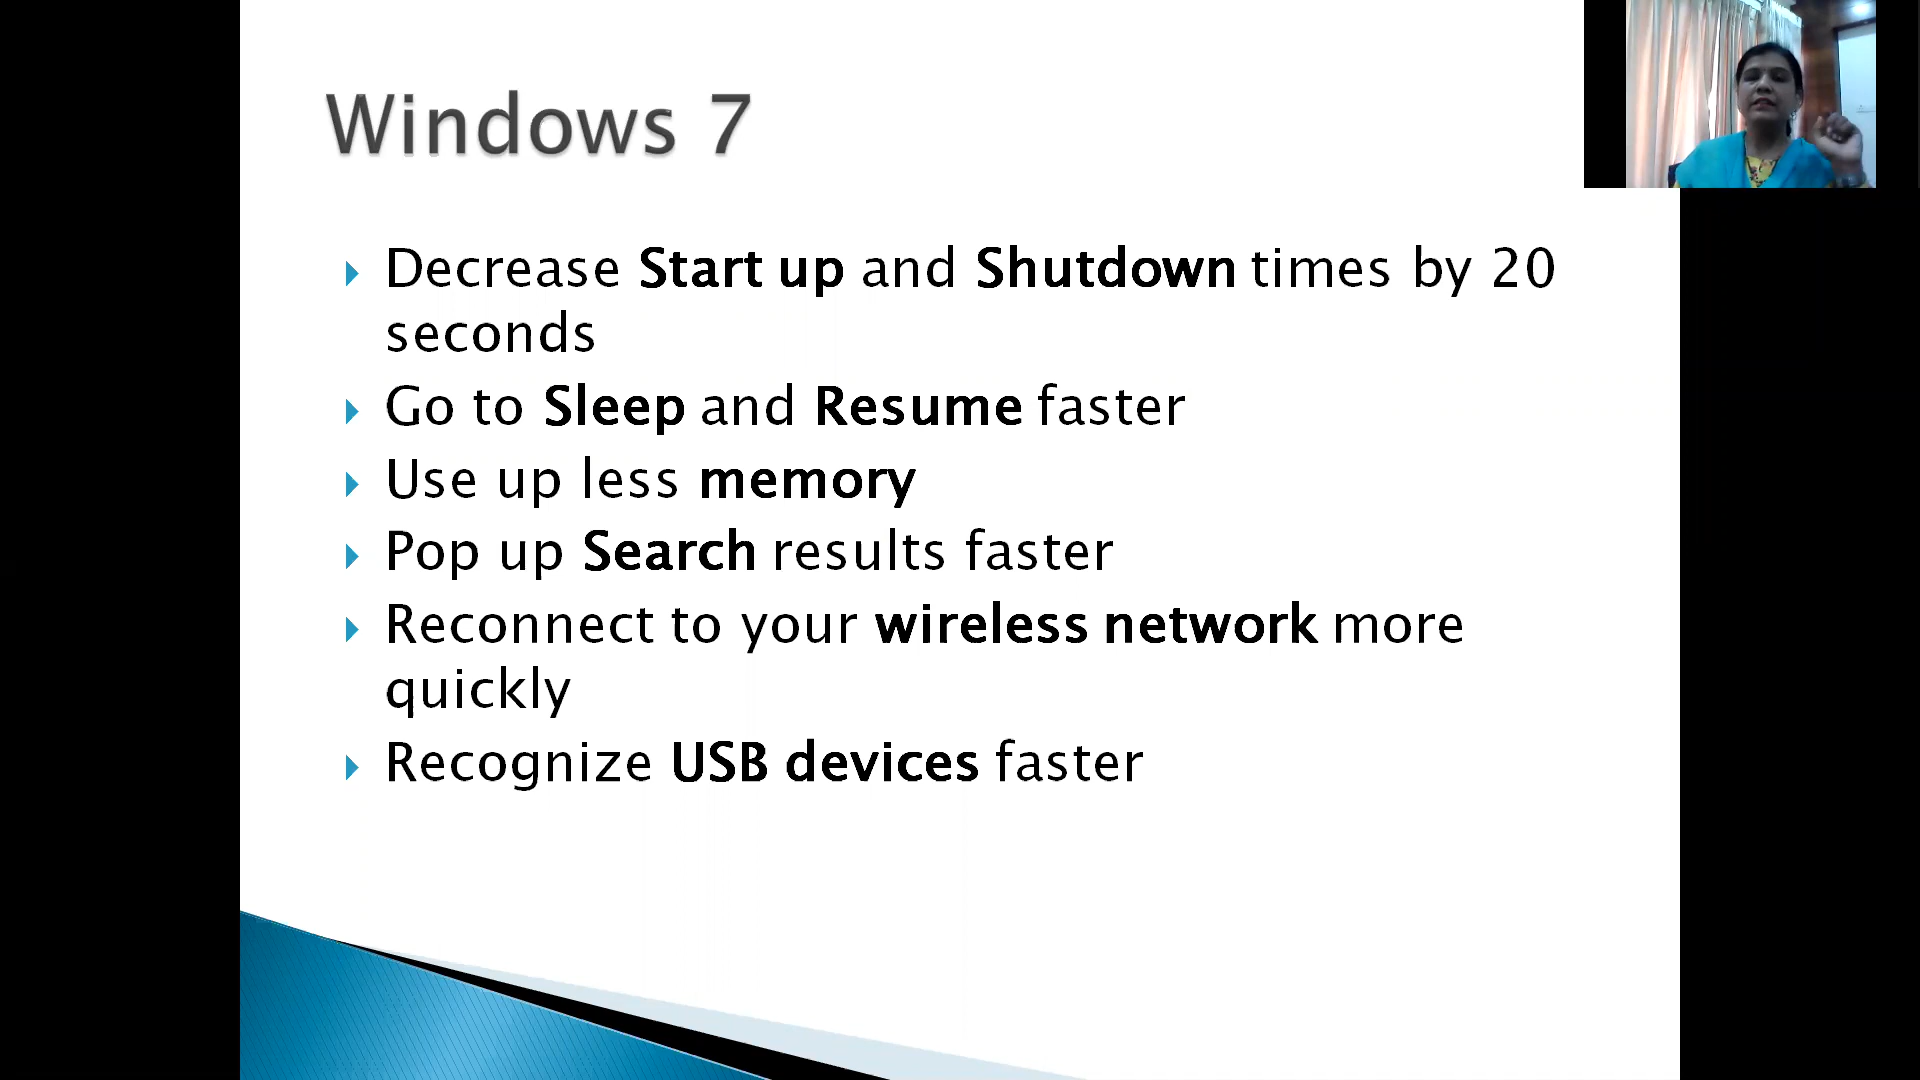 Windows 7
Decrease Start up and Shutdown times by 20
seconds
Go to Sleep and Resume faster
Use up less memory
Pop up Search results faster
Reconnect to your wireless network more
quickly
Recognize USB devices faster